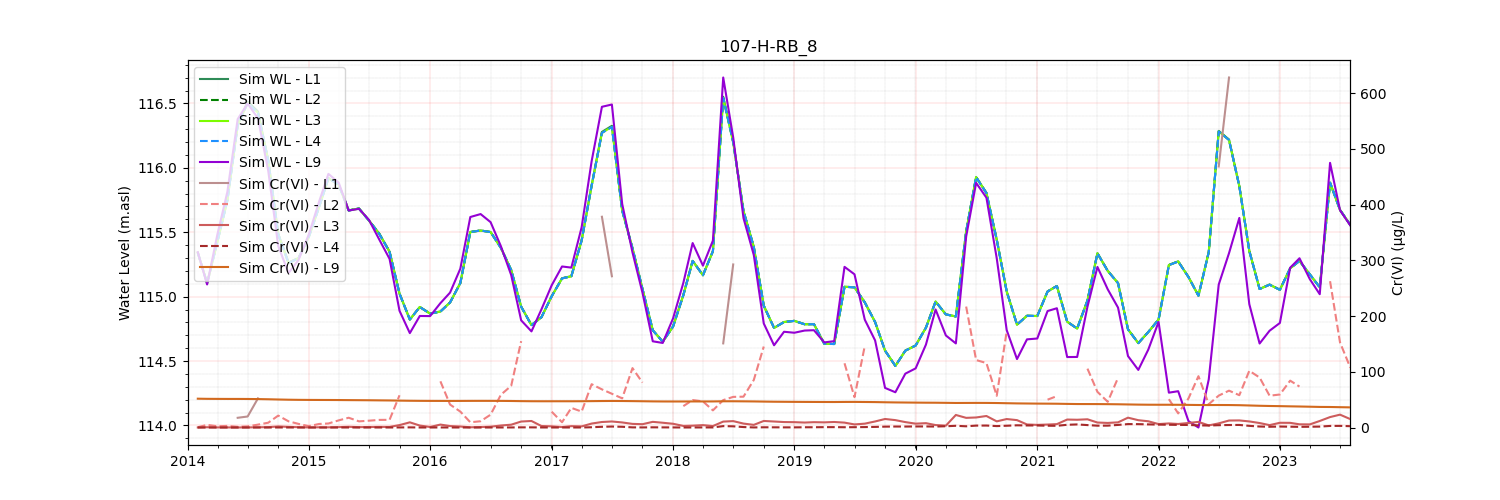 107-H-RB_8
Sim WL - L1
Sim WL - L2
Sim WL - L3
Sim WL - L4
Sim WL - L9
Sim Cr(VI) - L1
Sim Cr(VI) - L2
Sim Cr(VI) - L3
Sim Cr(VI) - L4
Sim Cr(VI) - L9
Water Level (m.asl)
116.5
116.0
115.5
115.0
114.5
114.0
Cr(VI) (µg/L)
600
500
400
300
200
100
0
2014 2015 2016 2017 2018 2019 2020 2021 2022 2023